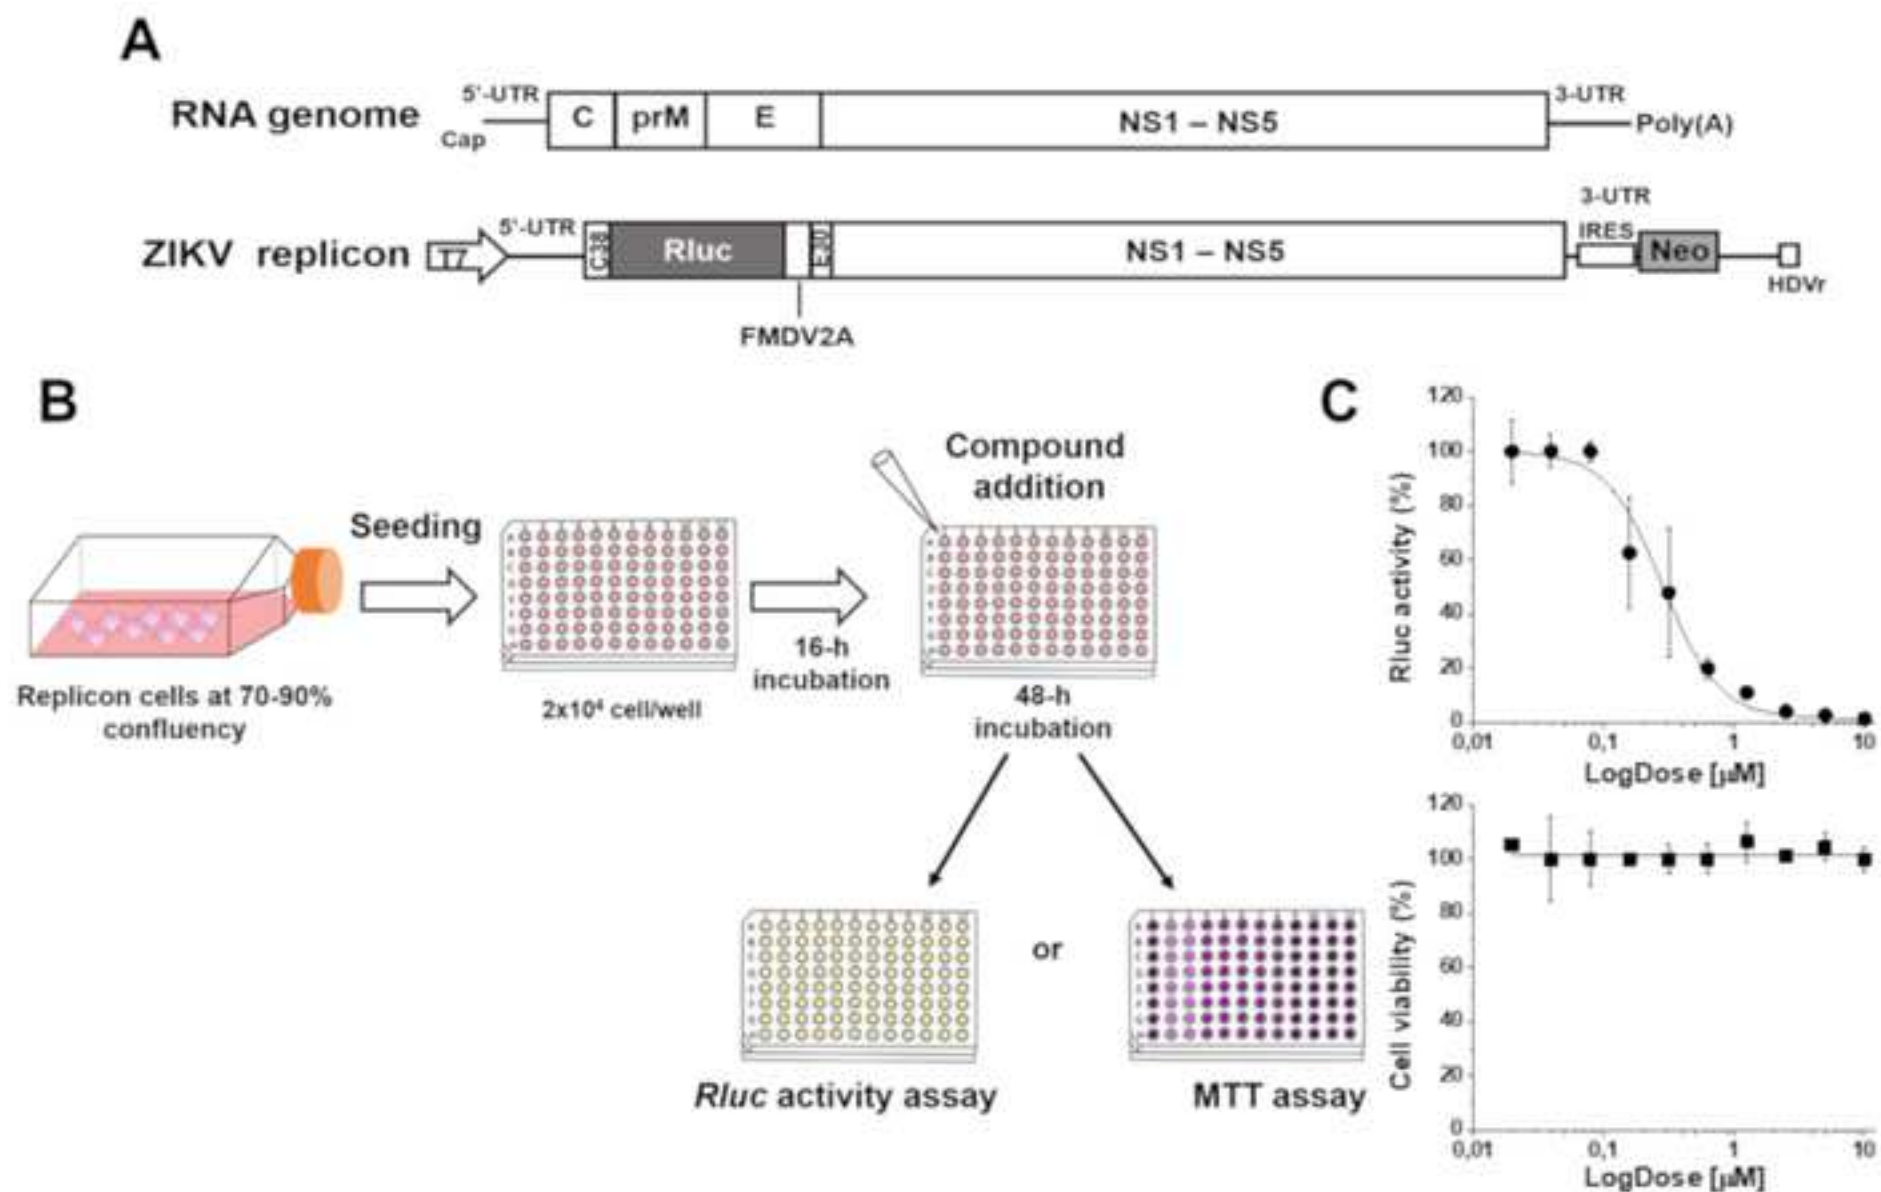 A
RNA genome
5'-UTR
Cap
C
prM
E
NS1 – NS5
3-UTR
Poly(A)
ZIKV replicon
T7
5'-UTR
C38
Rluc
FMDV2A
NS1 – NS5
3-UTR
IRES
Neo
HDVr
B
Replicon cells at 70-90%
confluency
Seeding
2x10⁴ cell/well
16-h
incubation
Compound
addition
48-h
incubation
Rluc activity assay
or
MTT assay
C
Rluc activity (%)
120
100
80
60
40
20
0
0,01
0,1
1
10
LogDose [µM]
Cell viability (%)
120
100
80
60
40
20
0
0,01
0,1
1
10
LogDose [µM]